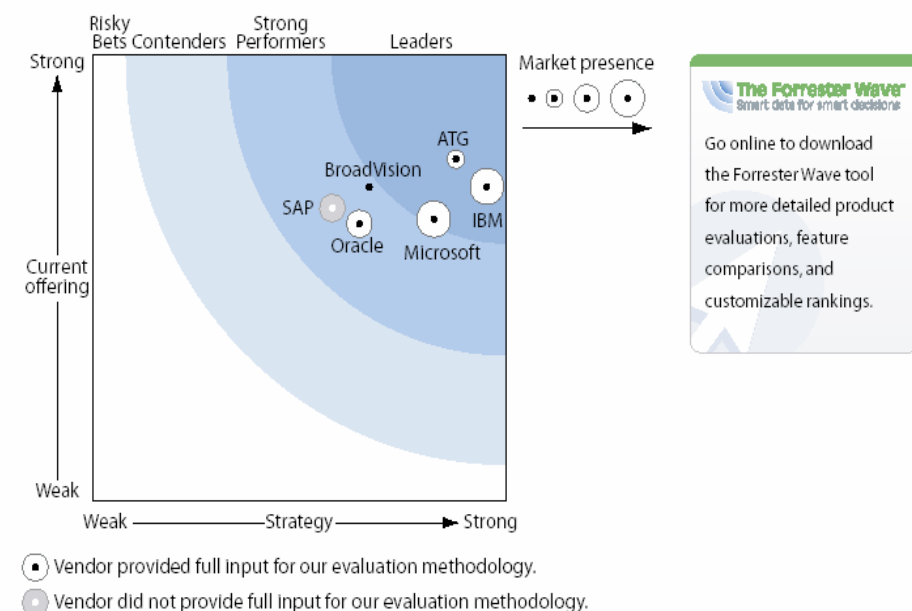 Risky
Bets
Contenders
Strong
Performers
Leaders
Strong
Current
offering
Weak
ATG
BroadVision
SAP
IBM
Oracle
Microsoft
Weak
Strategy
Strong
Market presence
The Forrester Wave™
Smart data for smart decisions
Go online to download
the Forrester Wave tool
for more detailed product
evaluations, feature
comparisons, and
customizable rankings.
Vendor provided full input for our evaluation methodology.
Vendor did not provide full input for our evaluation methodology.